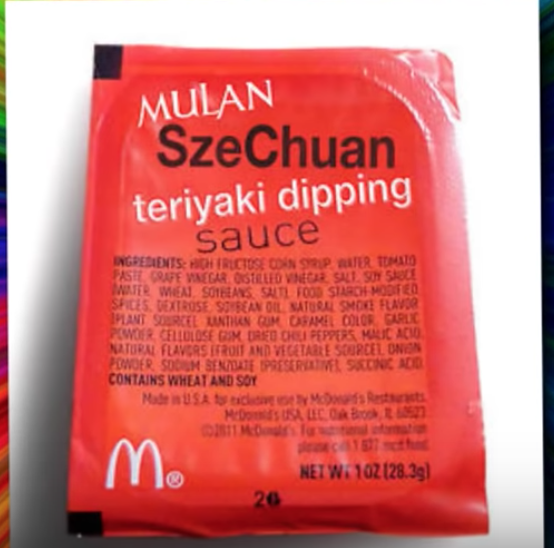 MULAN
SzeChuan
teriyaki dipping
sauce
INGREDIENTS: HIGH FRUCTOSE CORN SYRUP, WATER, TOMATO
PASTE, GRAPE VINEGAR, DISTILLED VINEGAR, SALT, SOY SAUCE
(WATER, WHEAT, SOYBEANS, SALT), FOOD STARCH-MODIFIED,
SPICES, DEXTROSE, SOYBEAN OIL, NATURAL SMOKE FLAVOR
(PLANT SOURCE), XANTHAN GUM, CARAMEL COLOR, GARLIC
POWDER, CELLULOSE GUM, DRIED CHILI PEPPERS, MALIC ACID,
NATURAL FLAVORS (FRUIT AND VEGETABLE SOURCE), ONION
POWDER, SODIUM BENZOATE (PRESERVATIVE), SUCCINIC ACID.
CONTAINS WHEAT AND SOY
Made in U.S.A. for exclusive use by McDonald's Restaurants.
McDonald's USA, LLC, Oak Brook, IL 60523
©2011 McDonald's. For nutritional information
please call 1 877 mcd food.
NET WT 1 OZ (28.3g)
M®